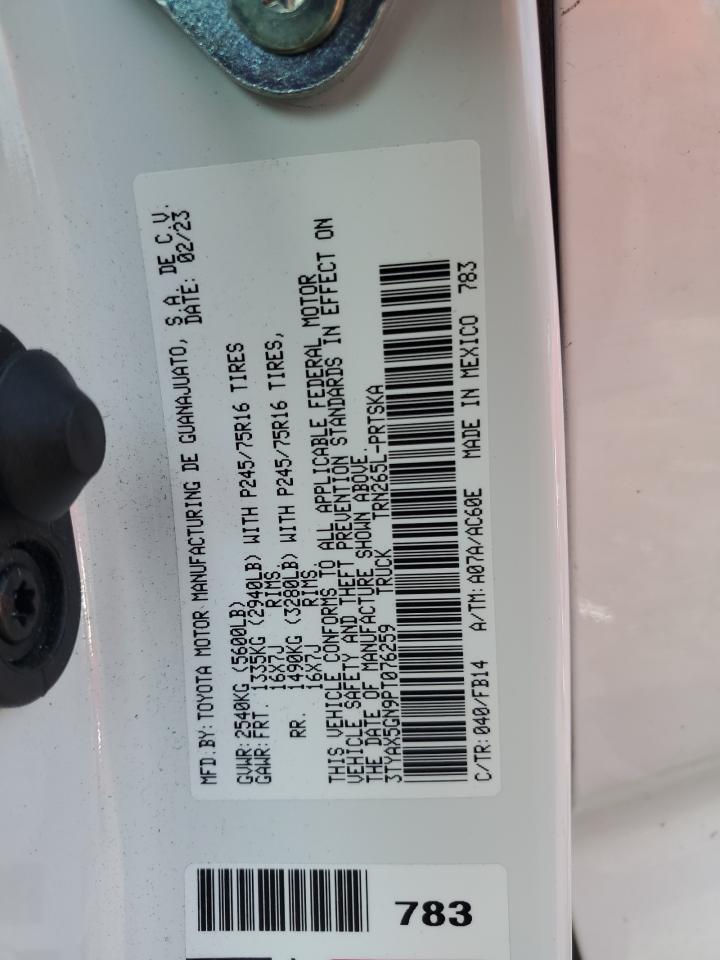 MFD.BY: TOYOTA MOTOR MANUFACTURING DE GUANAJUATO, S.A. DE C.V.
DATE: 02/23
GVWR: 2540KG (5600LB)
GAWR: FRT. 1335KG (2940LB) WITH P245/75R16 TIRES
16X7J RIMS
RR. 1490KG (3280LB) WITH P245/75R16 TIRES,
16X7J RIMS
THIS VEHICLE CONFORMS TO ALL APPLICABLE FEDERAL MOTOR
VEHICLE SAFETY AND THEFT PREVENTION STANDARDS IN EFFECT ON
THE DATE OF MANUFACTURE SHOWN ABOVE
3TYAX5GN9PT076259 TRUCK TRN265L-PRTSKA
C/TR: 040/FB14 A/TM: A07A/AC60E MADE IN MEXICO 783
783